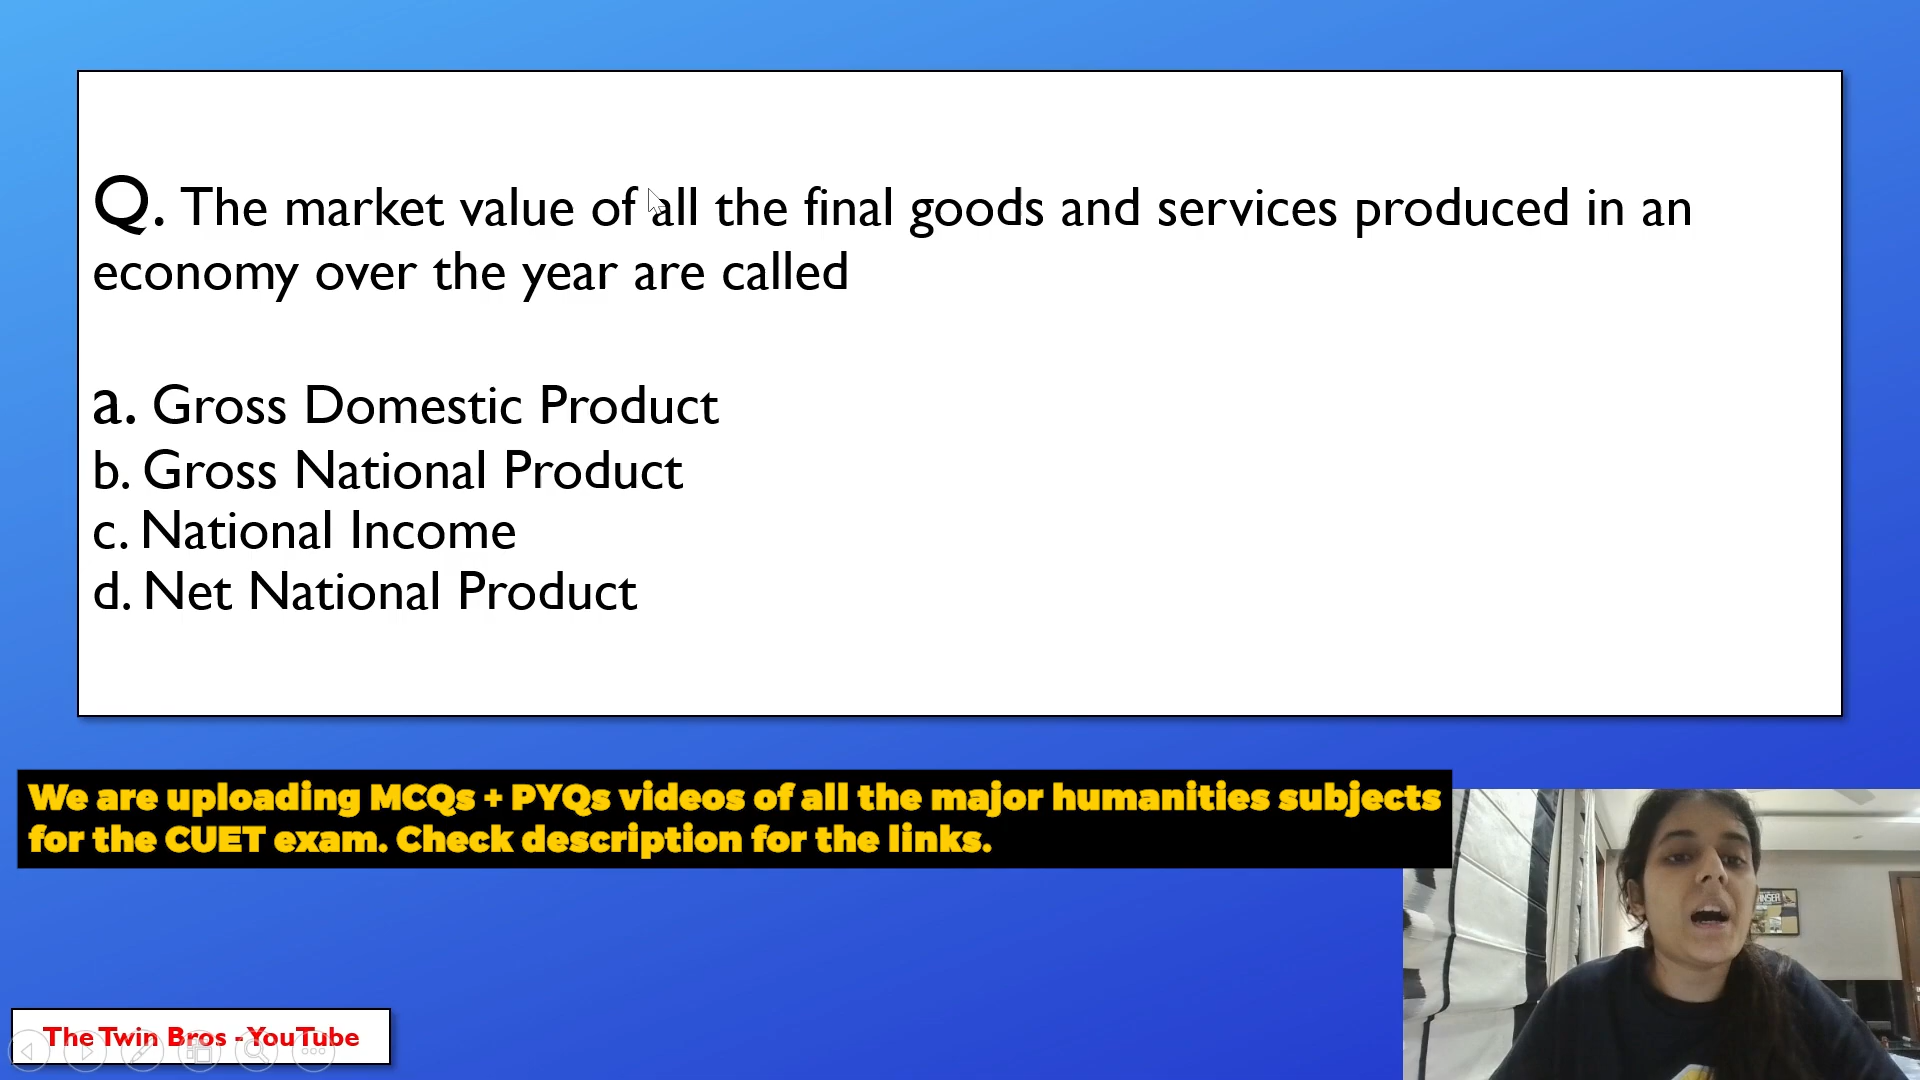 Q. The market value of all the final goods and services produced in an
economy over the year are called
a. Gross Domestic Product
b. Gross National Product
c. National Income
d. Net National Product
We are uploading MCQs + PYQs videos of all the major humanities subjects
for the CUET exam. Check description for the links.
The Twin Bros - YouTube